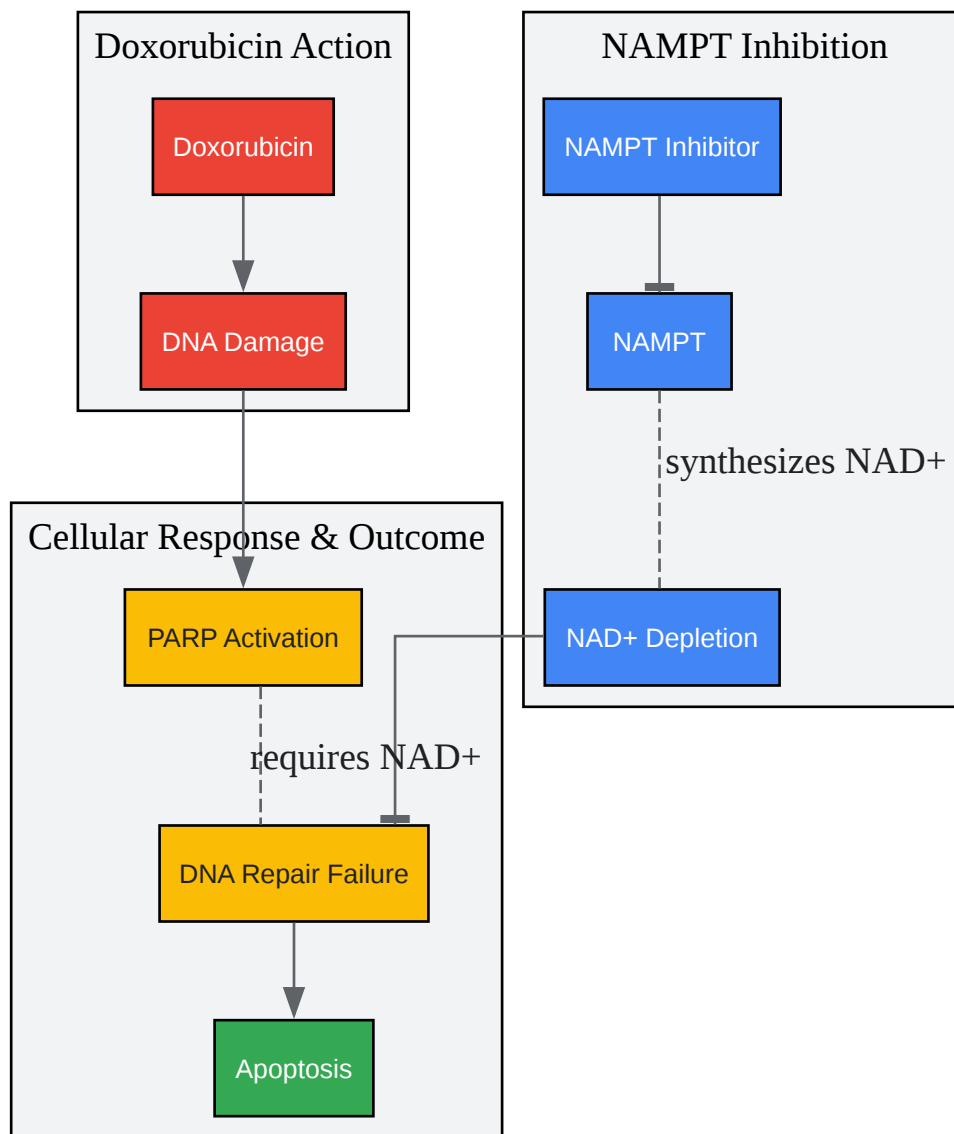 Doxorubicin Action
Doxorubicin
DNA Damage
NAMPT Inhibition
NAMPT Inhibitor
NAMPT
synthesizes NAD+
NAD+ Depletion
Cellular Response & Outcome
PARP Activation
requires NAD+
DNA Repair Failure
Apoptosis